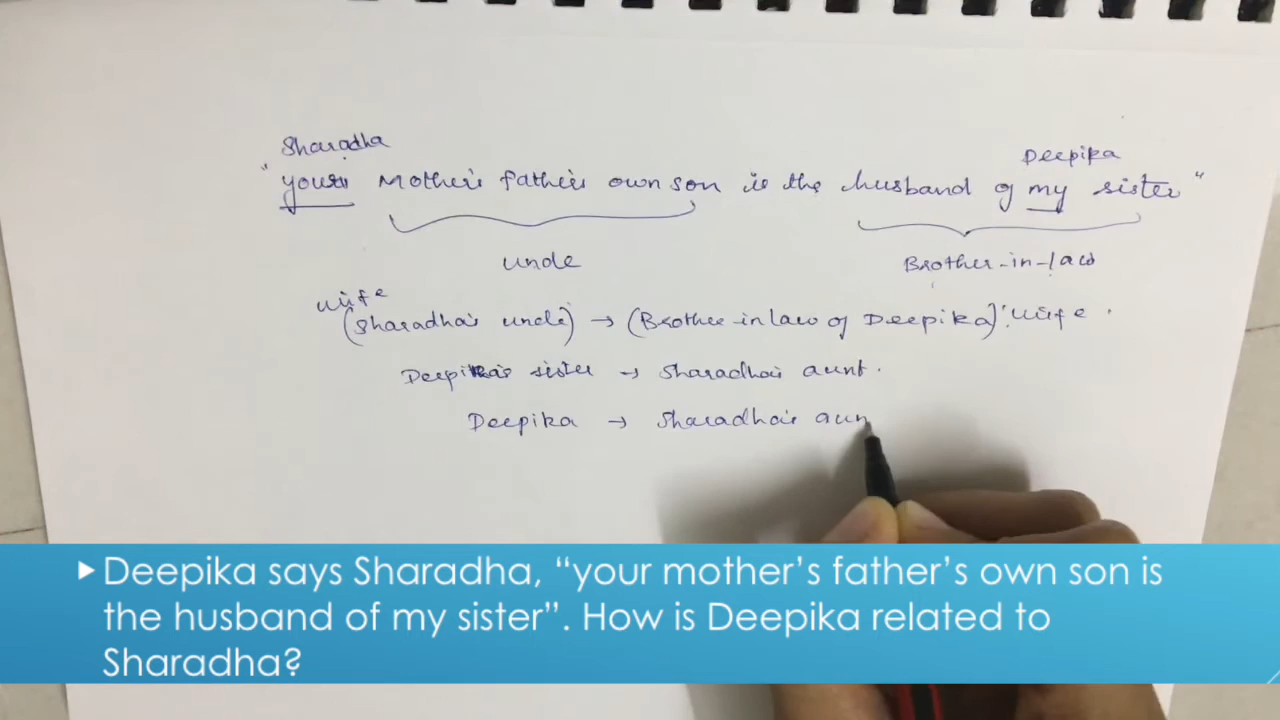 Sharadha
Deepika
"your Mother's father's own son is the husband of my sister"
uncle
Brother-in-law
wife
(Sharadha's uncle) → (Brother-in law of Deepika)'s wife.
Deepika's sister → Sharadha's aunt.
Deepika → Sharadha's aun
Deepika says Sharadha, “your mother’s father’s own son is
the husband of my sister”. How is Deepika related to
Sharadha?